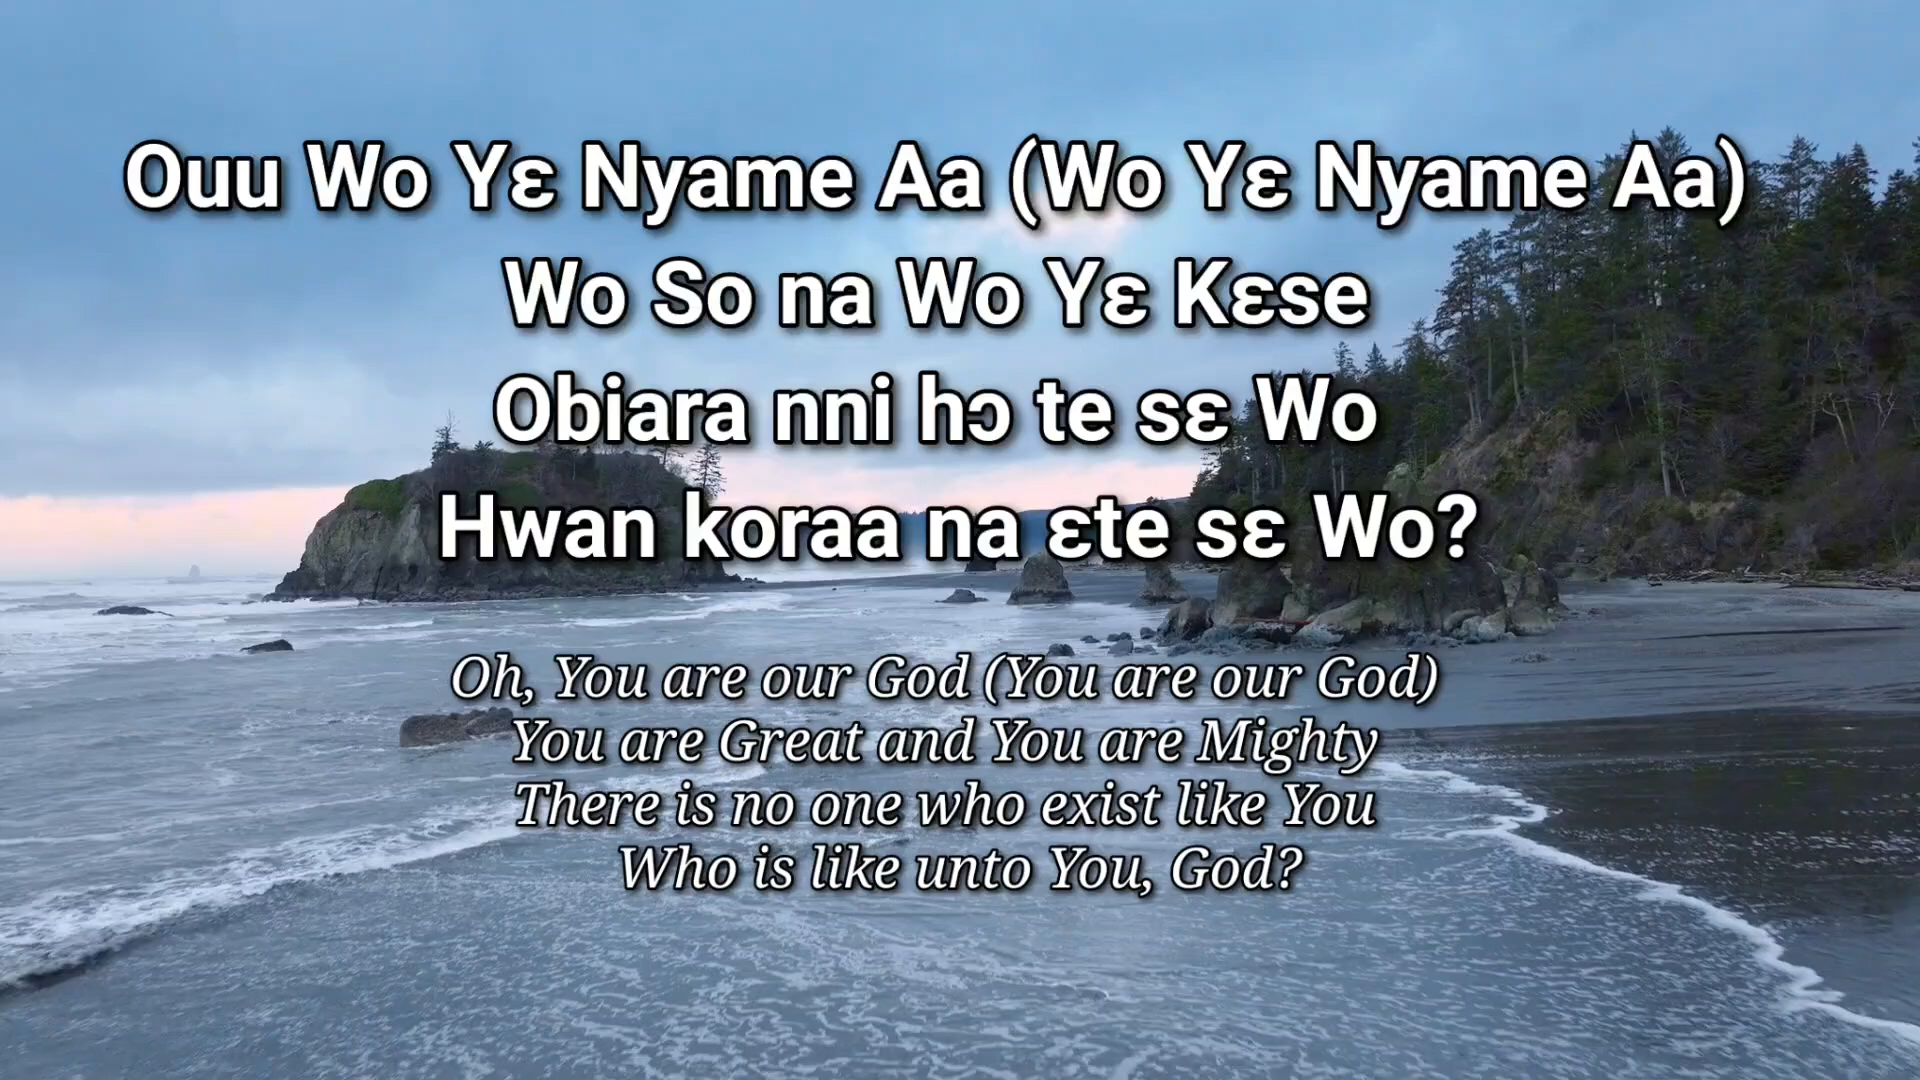 Ouu Wo Yɛ Nyame Aa (Wo Yɛ Nyame Aa)
Wo So na Wo Yɛ Kɛse
Obiara nni hɔ te sɛ Wo
Hwan koraa na ɛte sɛ Wo?
Oh, You are our God (You are our God)
You are Great and You are Mighty
There is no one who exist like You
Who is like unto You, God?